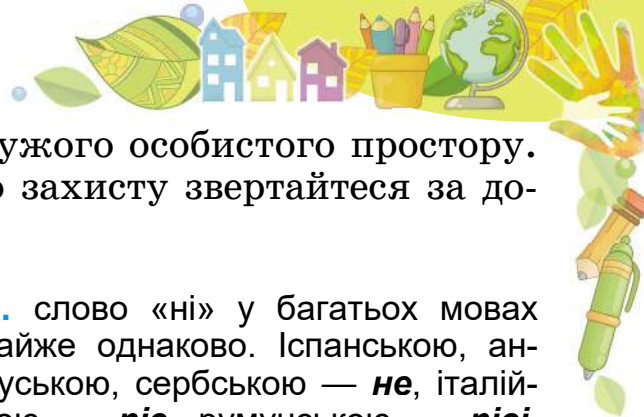 ужого особистого простору.
о захисту звертайтеся за до-
. слово «ні» у багатьох мовах
айже однаково. Іспанською, ан-
уською, сербською — не, італій-